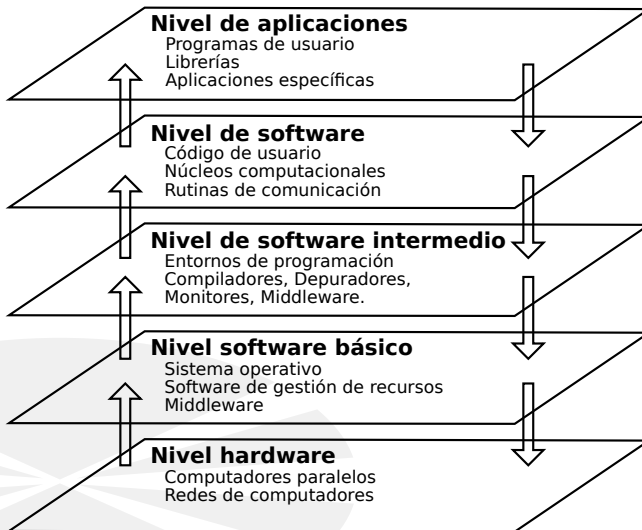 Nivel de aplicaciones
Programas de usuario
Librerías
Aplicaciones específicas
Nivel de software
Código de usuario
Núcleos computacionales
Rutinas de comunicación
Nivel de software intermedio
Entornos de programación
Compiladores, Depuradores,
Monitores, Middleware.
Nivel software básico
Sistema operativo
Software de gestión de recursos
Middleware
Nivel hardware
Computadores paralelos
Redes de computadores